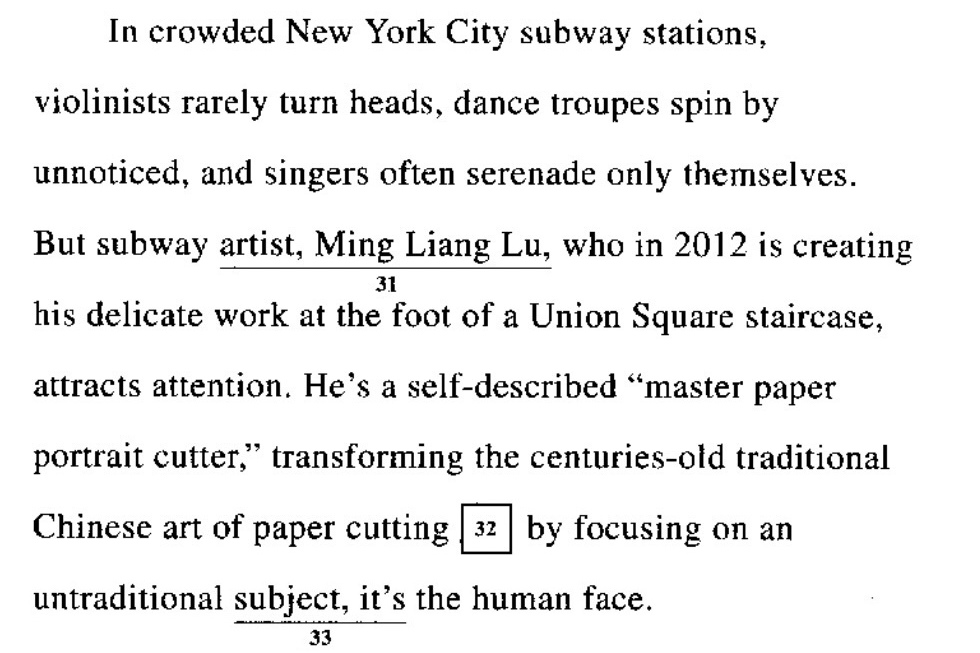 In crowded New York City subway stations,
violinists rarely turn heads, dance troupes spin by
unnoticed, and singers often serenade only themselves.
But subway artist, Ming Liang Lu, who in 2012 is creating
31
his delicate work at the foot of a Union Square staircase,
attracts attention. He's a self-described “master paper
portrait cutter,” transforming the centuries-old traditional
Chinese art of paper cutting 32 by focusing on an
untraditional subject, it's the human face.
33